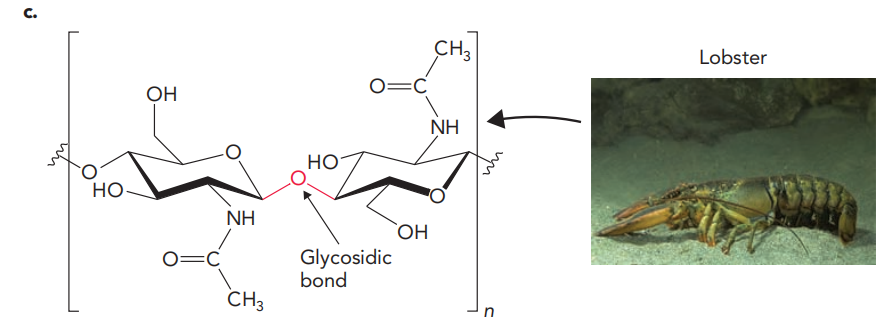 c.
CH3
Lobster
O
C
OH
NH
O
HO
O
O
HO
O
NH
OH
O
C
Glycosidic
bond
CH3
n